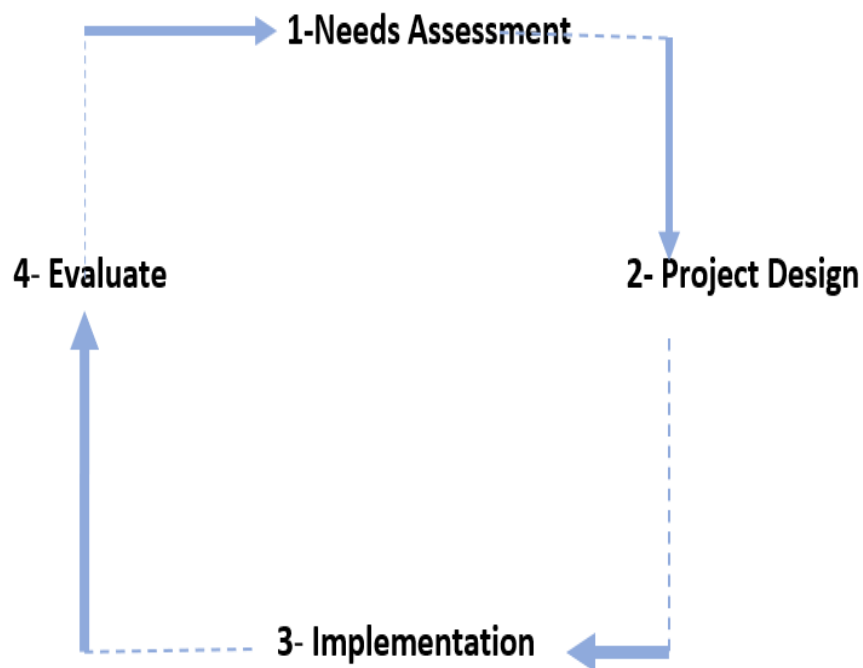 1-Needs Assessment
2- Project Design
3- Implementation
4- Evaluate